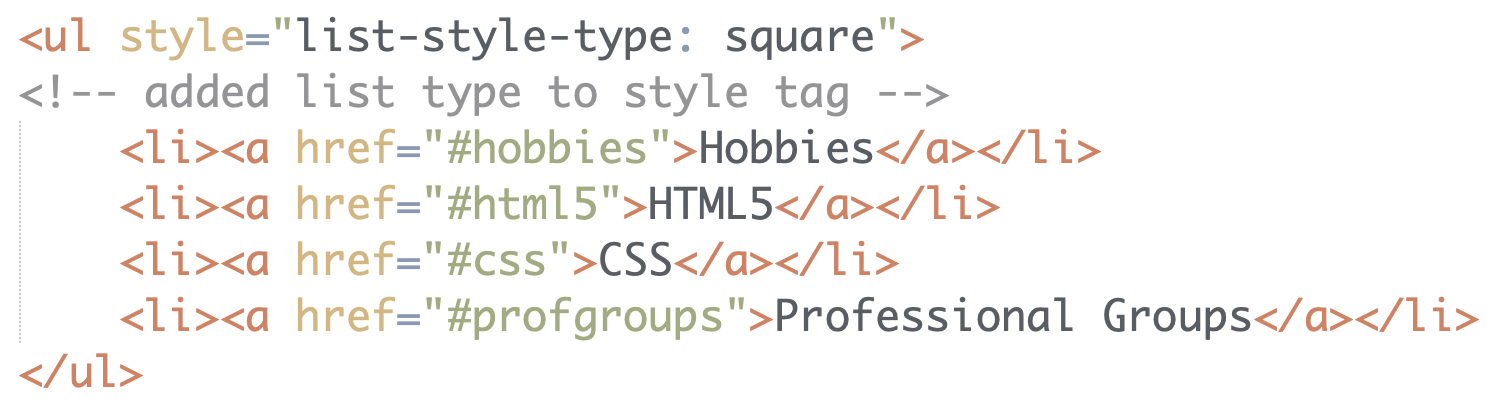 <ul style="list-style-type: square">
<!-- added list type to style tag -->
    <li><a href="#hobbies">Hobbies</a></li>
    <li><a href="#html5">HTML5</a></li>
    <li><a href="#css">CSS</a></li>
    <li><a href="#profgroups">Professional Groups</a></li>
</ul>